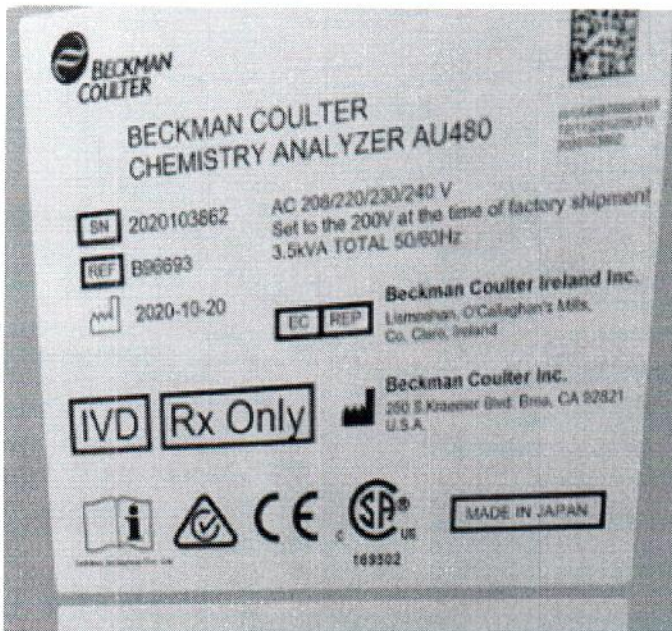 BECKMAN
COULTER
BECKMAN COULTER
CHEMISTRY ANALYZER AU480
SN 2020103862
REF B96693
2020-10-20
AC 208/220/230/240 V
Set to the 200V at the time of factory shipment
3.5kVA TOTAL 50/60Hz
EC REP
Beckman Coulter Ireland Inc.
Lismeehan, O'Callaghan's Mills,
Co. Clare, Ireland
Beckman Coulter Inc.
250 S.Kraemer Blvd. Brea, CA 92821
U.S.A.
IVD
Rx Only
i
CE
C SA® US
169502
MADE IN JAPAN